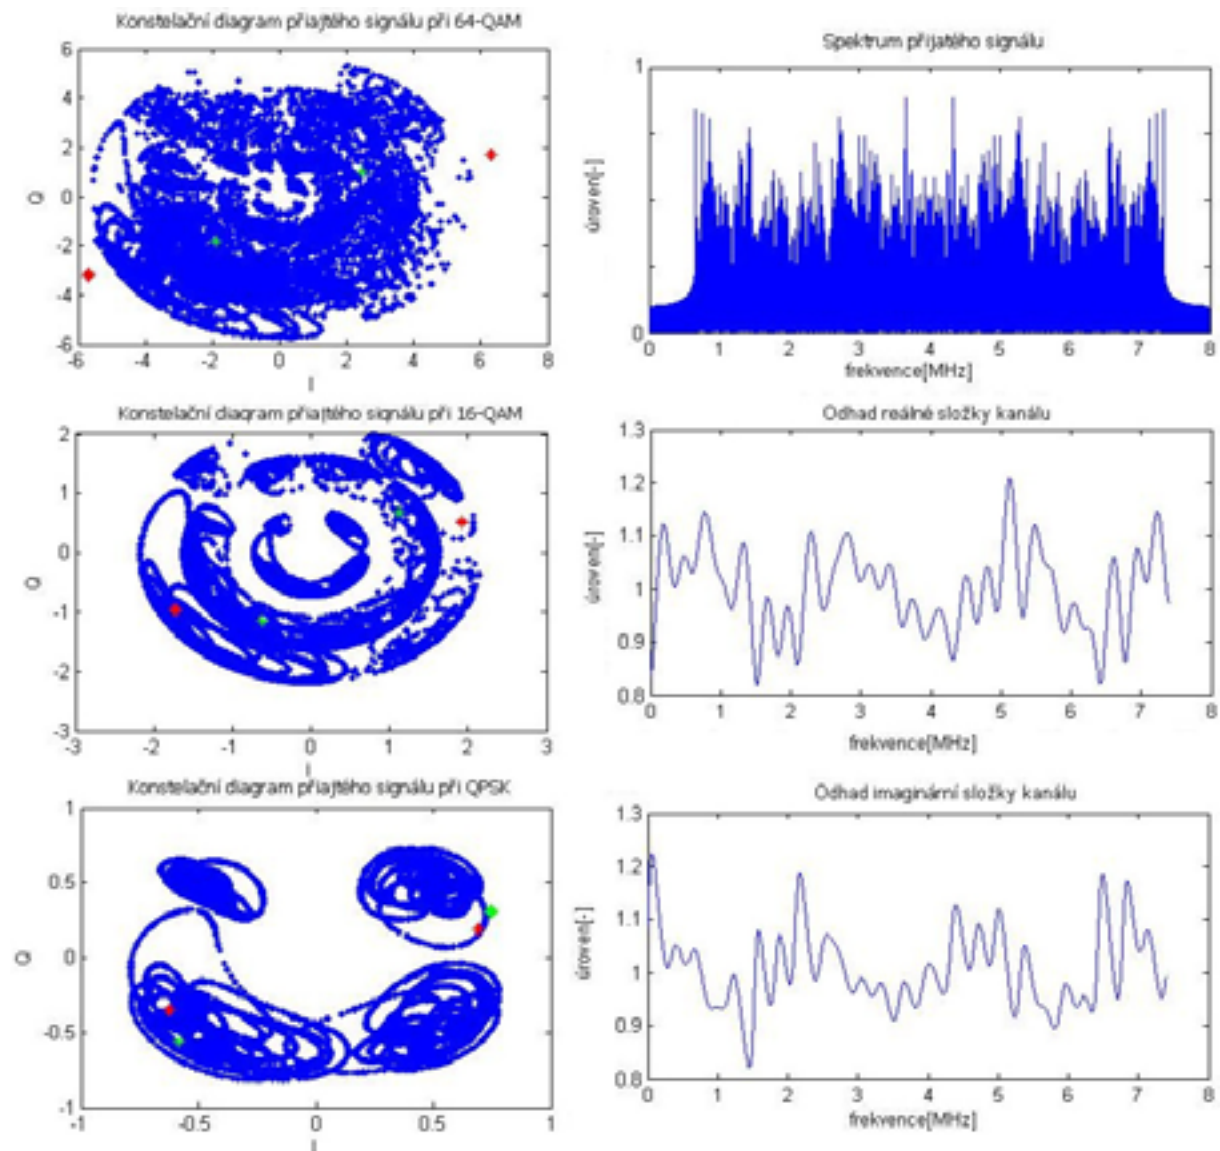 Konstelační diagram přiajtého signálu při 64-QAM
6
4
2
0
-2
-4
-6
Q
-6 -4 -2 0 2 4 6 8
I
Spektrum přijatého signálu
1
0
úroven[-]
0 1 2 3 4 5 6 7 8
frekvence[MHz]
Konstelační diagram přiajtého signálu při 16-QAM
2
1
0
-1
-2
-3
Q
-3 -2 -1 0 1 2 3
I
Odhad reálné složky kanálu
1.3
1.2
1.1
1
0.9
0.8
úroven[-]
0 1 2 3 4 5 6 7 8
frekvence[MHz]
Konstelační diagram přiajtého signálu při QPSK
1
0.5
0
-0.5
-1
Q
-1 -0.5 0 0.5 1
I
Odhad imaginární složky kanálu
1.3
1.2
1.1
1
0.9
0.8
úroven[-]
0 1 2 3 4 5 6 7 8
frekvence[MHz]